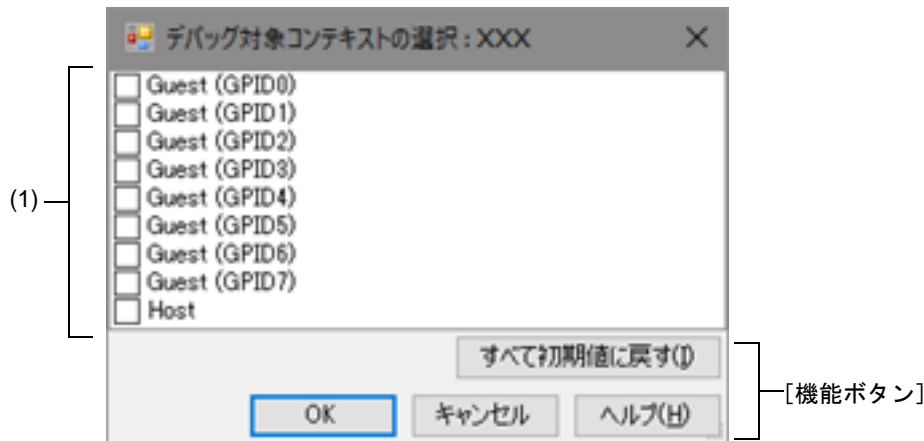 デバッグ対象コンテキストの選択:XXX
Guest (GPID0)
Guest (GPID1)
Guest (GPID2)
Guest (GPID3)
(1)
Guest (GPID4)
Guest (GPID5)
Guest (GPID6)
Guest (GPID7)
Host
すべて初期値に戻す(I)
[機能ボタン]
OK
キャンセル
ヘルプ(H)